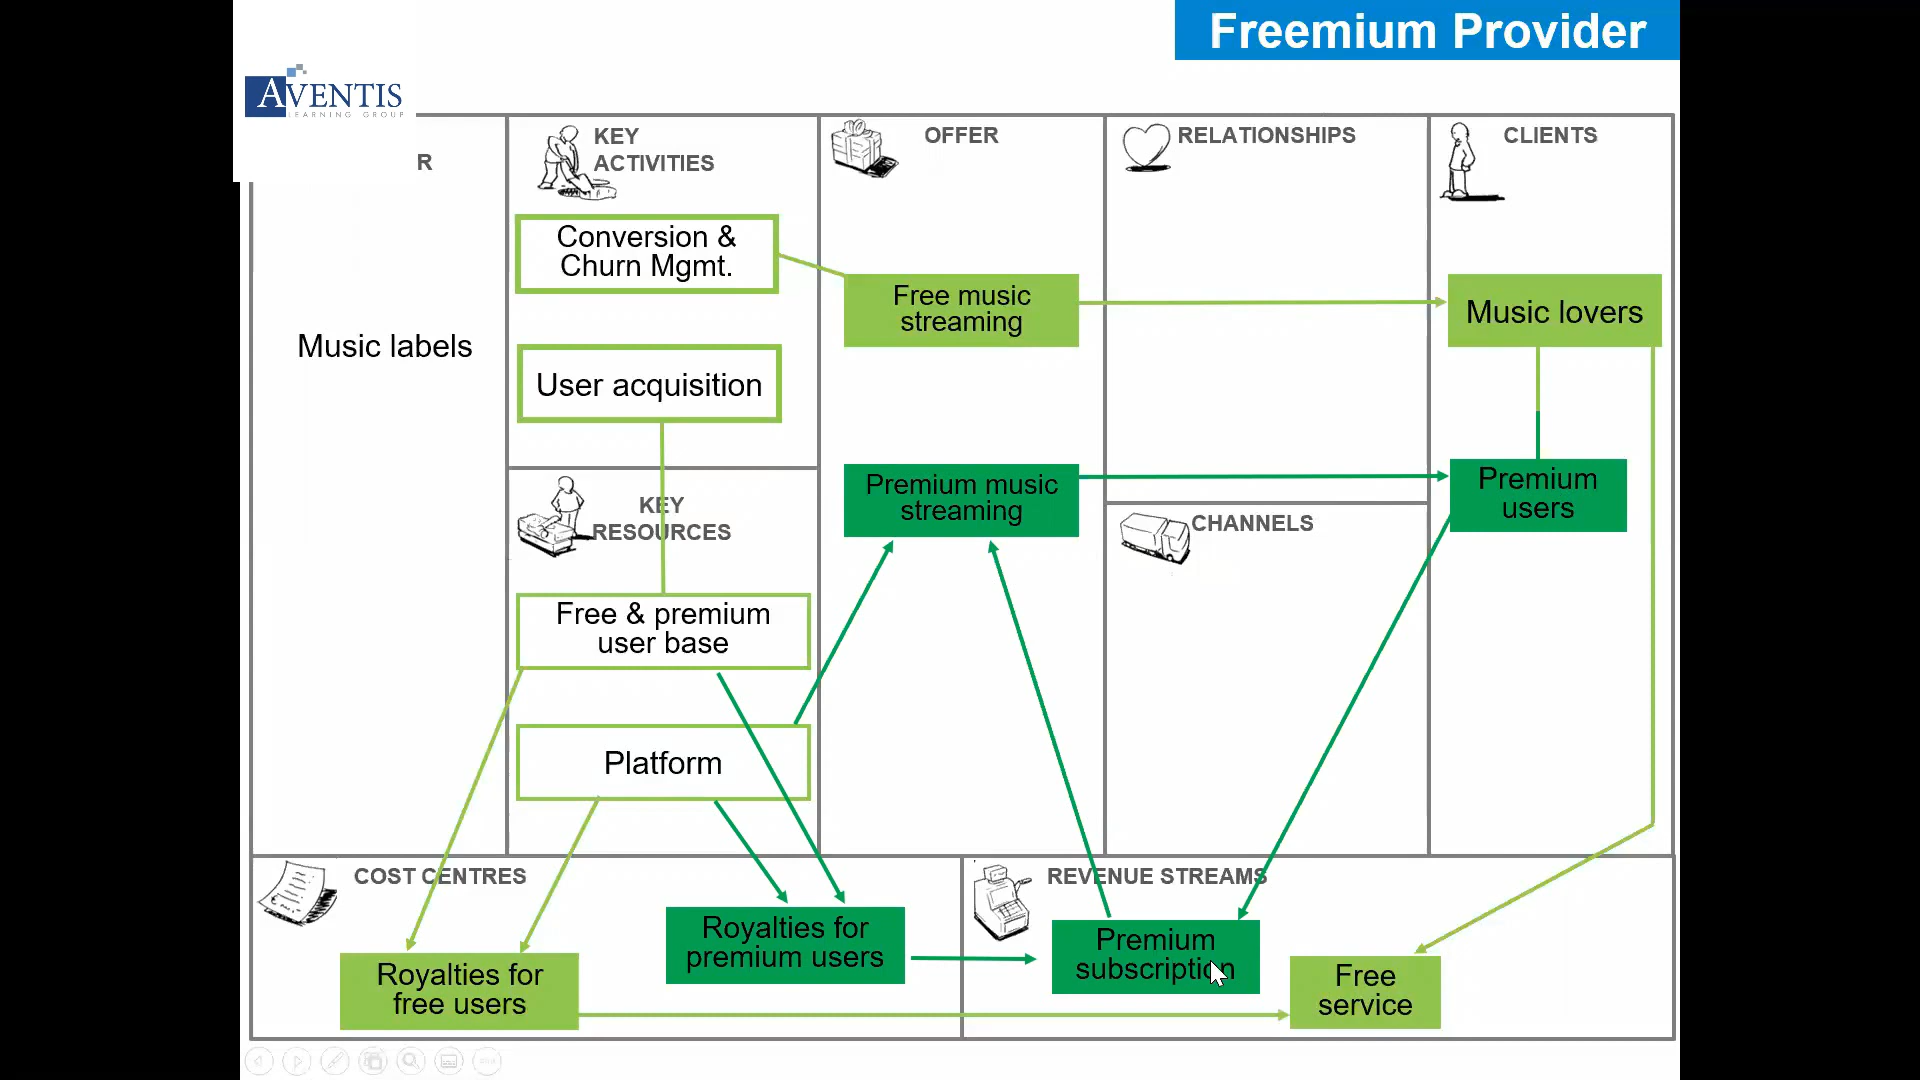 Freemium Provider
AVENTIS
LEARNING GROUP
R
KEY
ACTIVITIES
OFFER
RELATIONSHIPS
CLIENTS
Conversion &
Churn Mgmt.
Free music
streaming
Music lovers
Music labels
User acquisition
Premium music
streaming
Premium
users
KEY
RESOURCES
CHANNELS
Free & premium
user base
Platform
COST CENTRES
REVENUE STREAMS
Royalties for
premium users
Premium
subscription
Royalties for
free users
Free
service